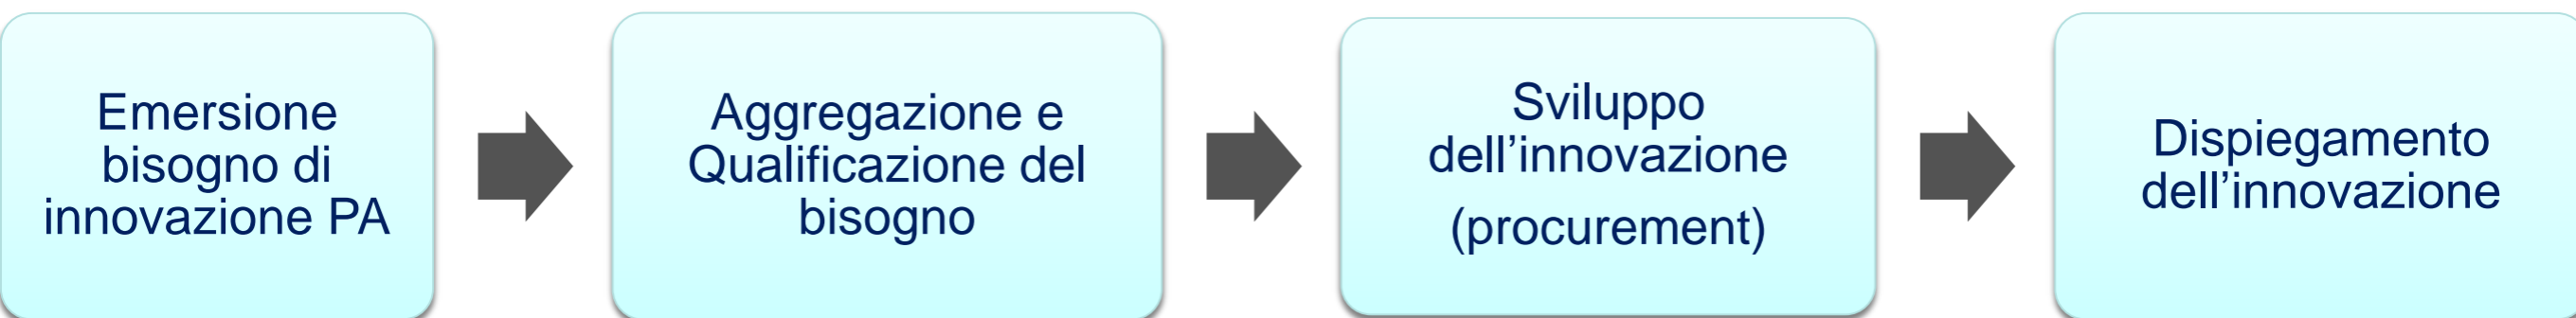 Emersione
bisogno di
innovazione PA
Aggregazione e
Qualificazione del
bisogno
Sviluppo
dell’innovazione
(procurement)
Dispiegamento
dell’innovazione